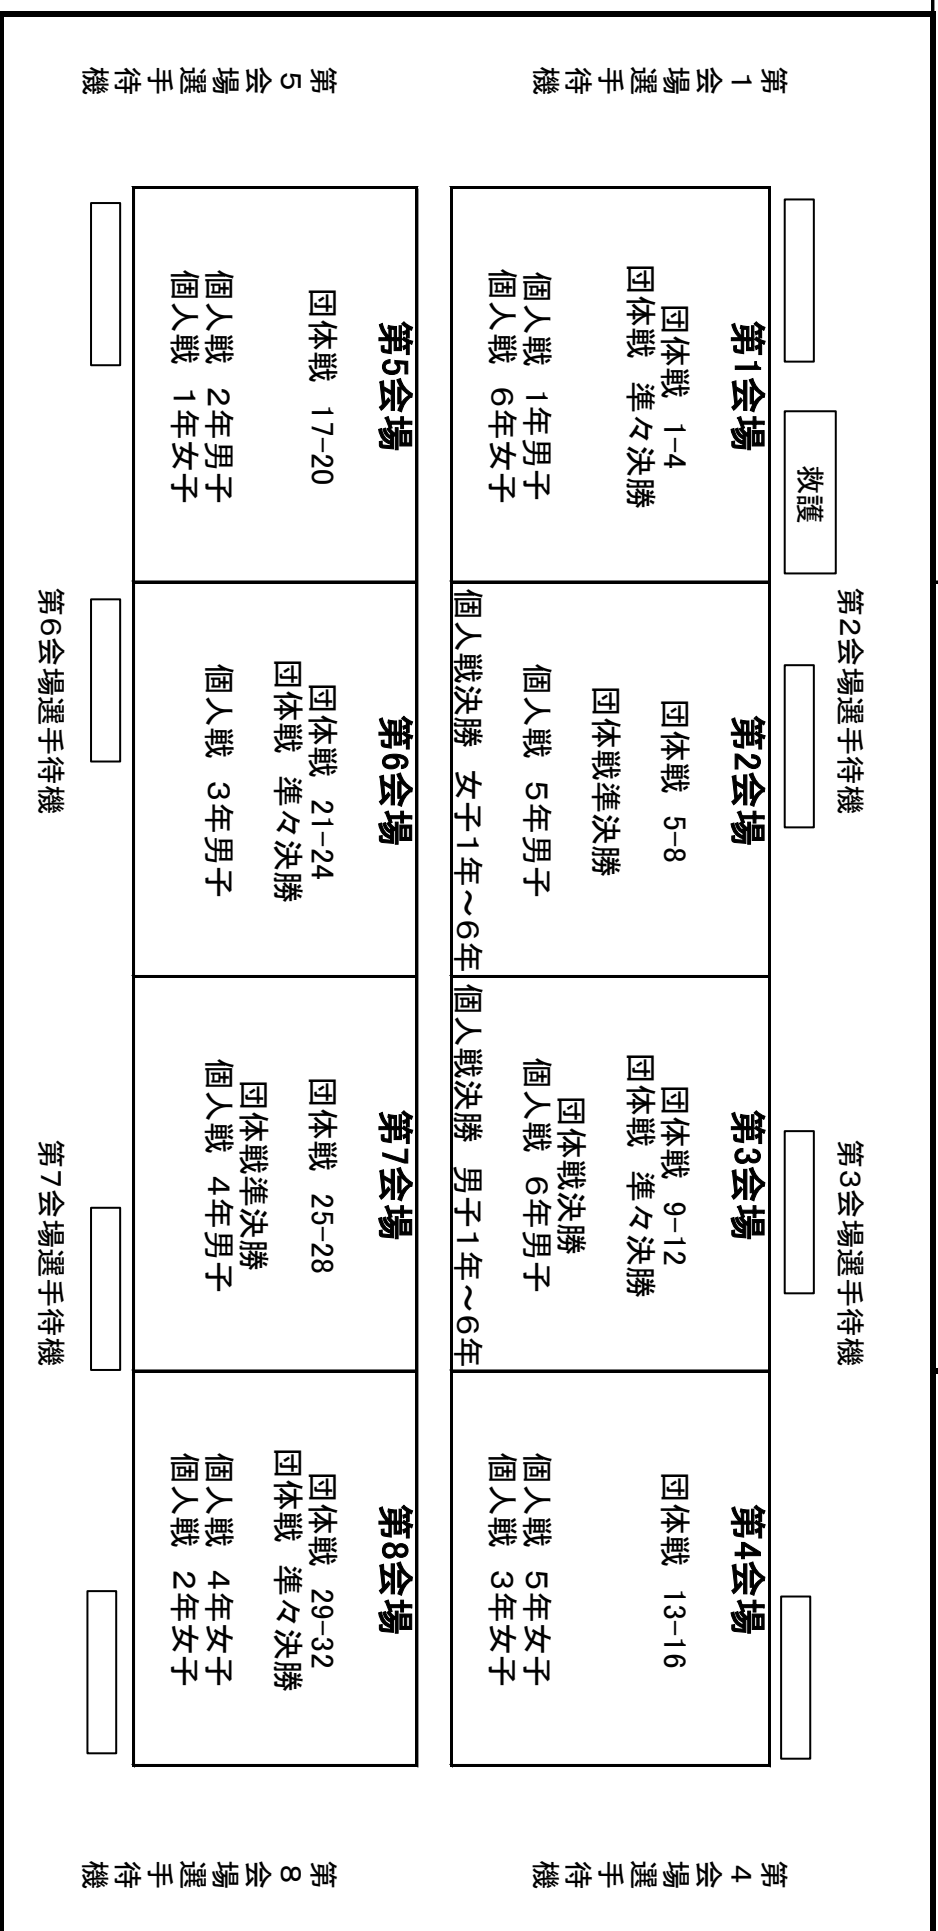 第1会場選手待機
第2会場選手待機
第3会場選手待機
第4会場選手待機
救護
第1会場
団体戦 1-4
団体戦 準々決勝
個人戦 1年男子
個人戦 6年女子
第2会場
団体戦 5-8
団体戦準決勝
個人戦 5年男子
個人戦決勝 女子1年～6年
第3会場
団体戦 9-12
団体戦 準々決勝
団体戦決勝
個人戦 6年男子
個人戦決勝 男子1年～6年
第4会場
団体戦 13-16
個人戦 5年女子
個人戦 3年女子
第5会場選手待機
第5会場
団体戦 17-20
個人戦 2年男子
個人戦 1年女子
第6会場
団体戦 21-24
団体戦 準々決勝
個人戦 3年男子
第7会場
団体戦 25-28
団体戦準決勝
個人戦 4年男子
第8会場
団体戦 29-32
団体戦 準々決勝
個人戦 4年女子
個人戦 2年女子
第8会場選手待機
第6会場選手待機
第7会場選手待機